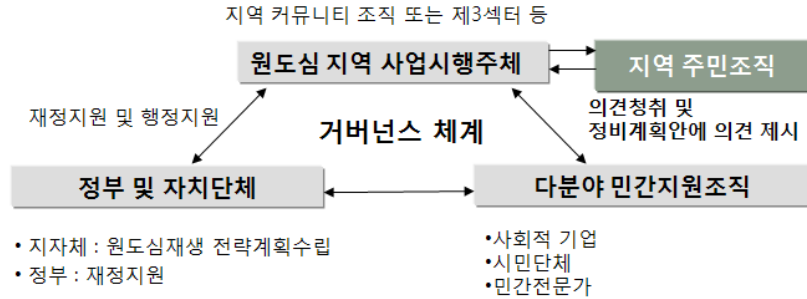 지역 커뮤니티 조직 또는 제3섹터 등
원도심 지역 사업시행주체
지역 주민조직
재정지원 및 행정지원
의견청취 및
정비계획안에 의견 제시
거버넌스 체계
정부 및 자치단체
다분야 민간지원조직
• 지자체 : 원도심재생 전략계획수립
• 정부 : 재정지원
•사회적 기업
•시민단체
•민간전문가